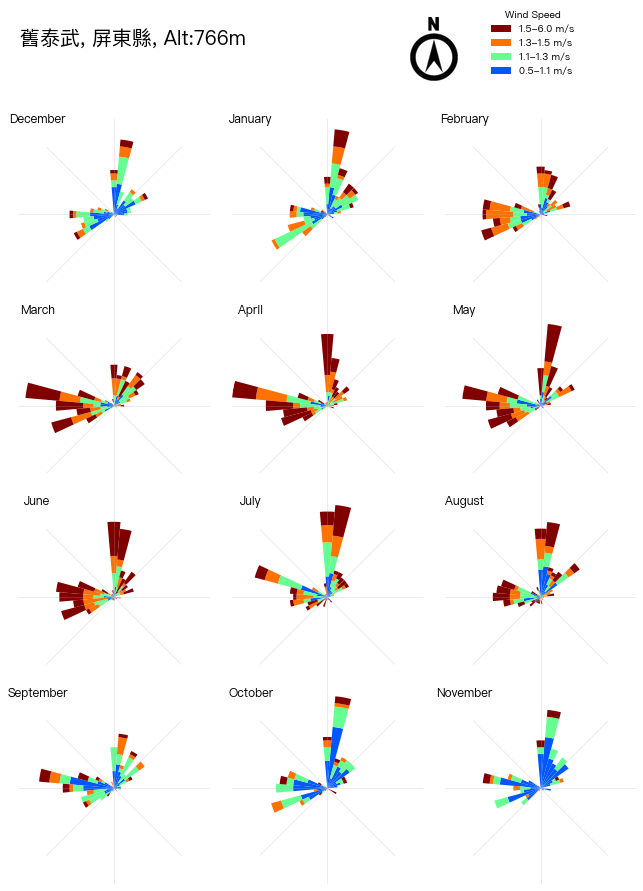 舊泰武, 屏東縣, Alt:766m
N
Wind Speed
1.5–6.0 m/s
1.3–1.5 m/s
1.1–1.3 m/s
0.5–1.1 m/s
December
January
February
March
April
May
June
July
August
September
October
November